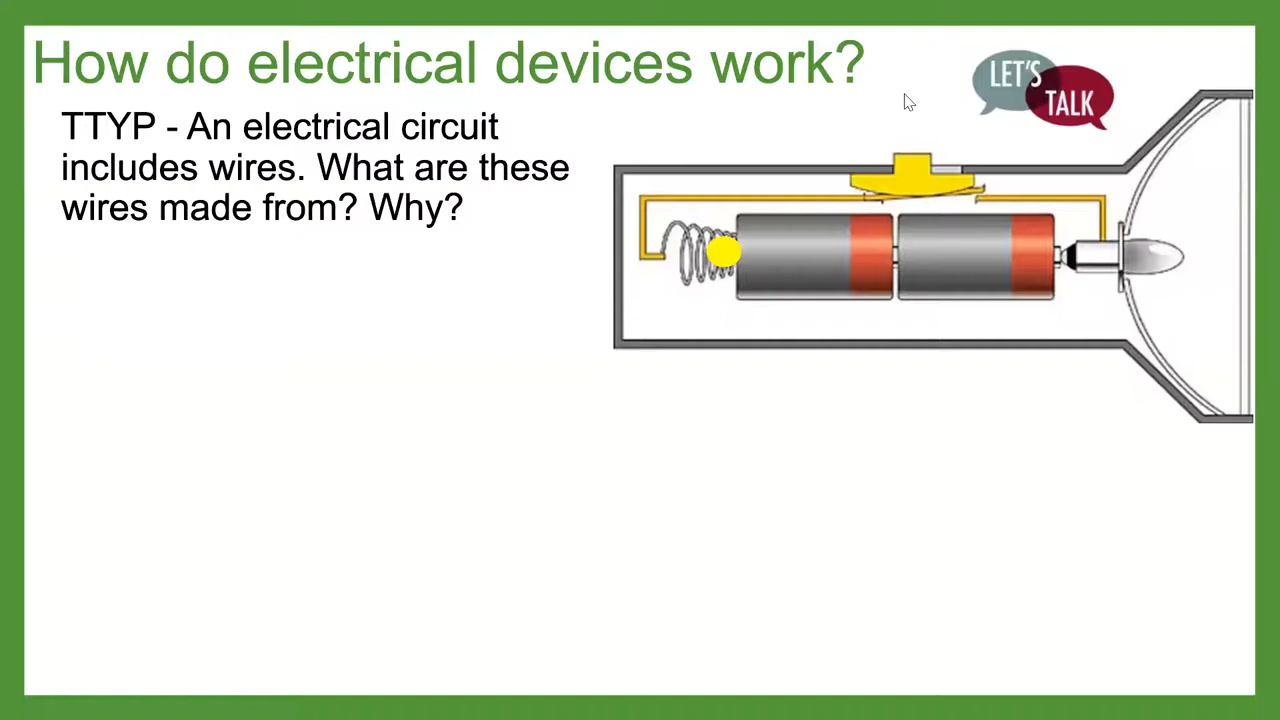 How do electrical devices work?
LET'S
TALK
TTYP - An electrical circuit
includes wires. What are these
wires made from? Why?